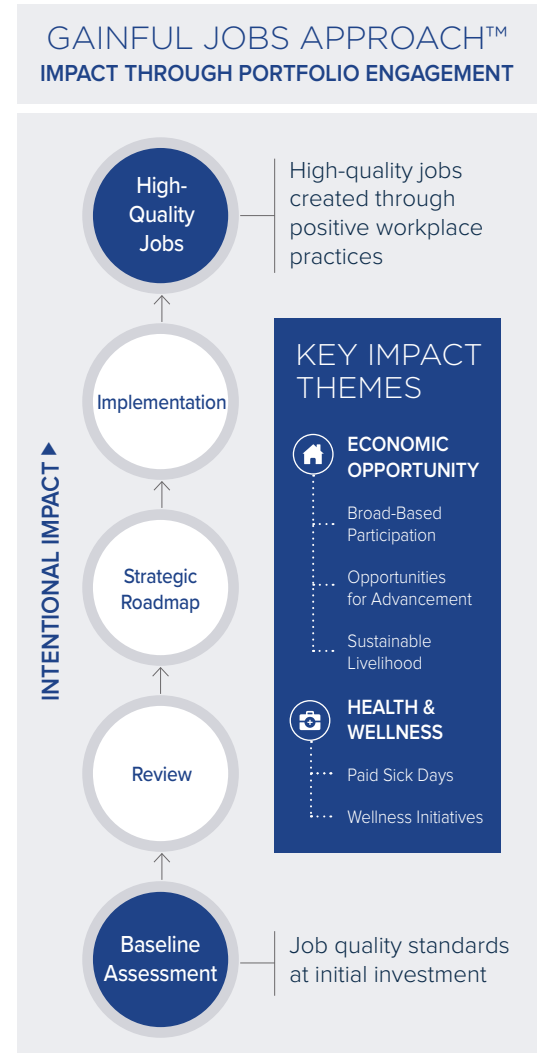 GAINFUL JOBS APPROACH™
IMPACT THROUGH PORTFOLIO ENGAGEMENT
High-
Quality
Jobs
High-quality jobs
created through
positive workplace
practices
Implementation
Strategic
Roadmap
Review
Baseline
Assessment
Job quality standards
at initial investment
INTENTIONAL IMPACT
KEY IMPACT
THEMES
ECONOMIC
OPPORTUNITY
Broad-Based
Participation
Opportunities
for Advancement
Sustainable
Livelihood
HEALTH &
WELLNESS
Paid Sick Days
Wellness Initiatives